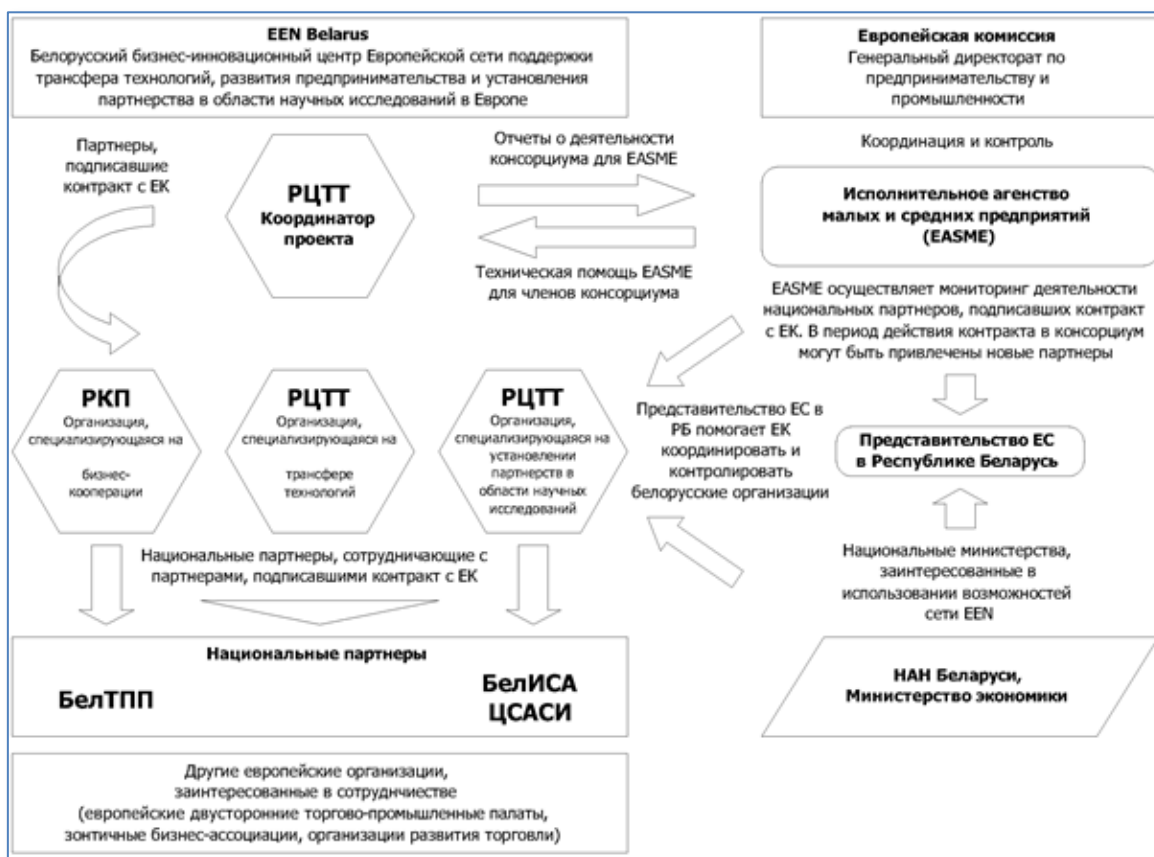 EEN Belarus
Белорусский бизнес-инновационный центр Европейской сети поддержки
трансфера технологий, развития предпринимательства и установления
партнерства в области научных исследований в Европе
Европейская комиссия
Генеральный директорат по
предпринимательству и
промышленности
Партнеры,
подписавшие
контракт с ЕК
РЦТТ
Координатор
проекта
Отчеты о деятельности
консорциума для EASME
Техническая помощь EASME
для членов консорциума
Координация и контроль
Исполнительное агенство
малых и средних предприятий
(EASME)
EASME осуществляет мониторинг деятельности
национальных партнеров, подписавших контракт
с ЕК. В период действия контракта в консорциум
могут быть привлечены новые партнеры
РКП
Организация,
специализирующаяся на
бизнес-
кооперации
РЦТТ
Организация,
специализирующаяся на
трансфере
технологий
РЦТТ
Организация,
специализирующаяся на
установлении
партнерств в
области научных
исследований
Представительство ЕС в
РБ помогает ЕК
координировать и
контролировать
белорусские организации
Представительство ЕС
в Республике Беларусь
Национальные партнеры, сотрудничающие с
партнерами, подписавшими контракт с ЕК
Национальные министерства,
заинтересованные в
использовании возможностей
сети EEN
Национальные партнеры
БелТПП
БелИСА
ЦСАСИ
НАН Беларуси,
Министерство экономики
Другие европейские организации,
заинтересованные в сотруднчиестве
(европейские двусторонние торгово-промышленные палаты,
зонтичные бизнес-ассоциации, организации развития торговли)